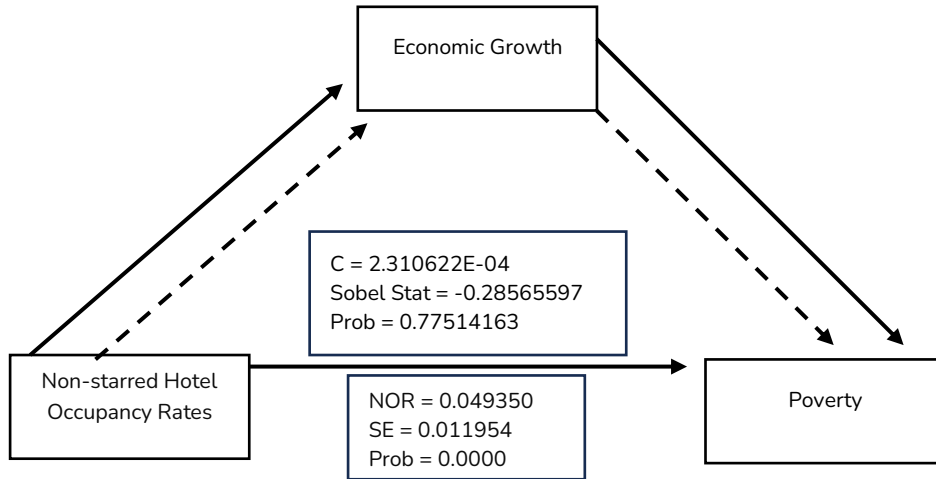 Economic Growth
C = 2.310622E-04
Sobel Stat = -0.28565597
Prob = 0.77514163
Non-starred Hotel
Occupancy Rates
NOR = 0.049350
SE = 0.011954
Prob = 0.0000
Poverty